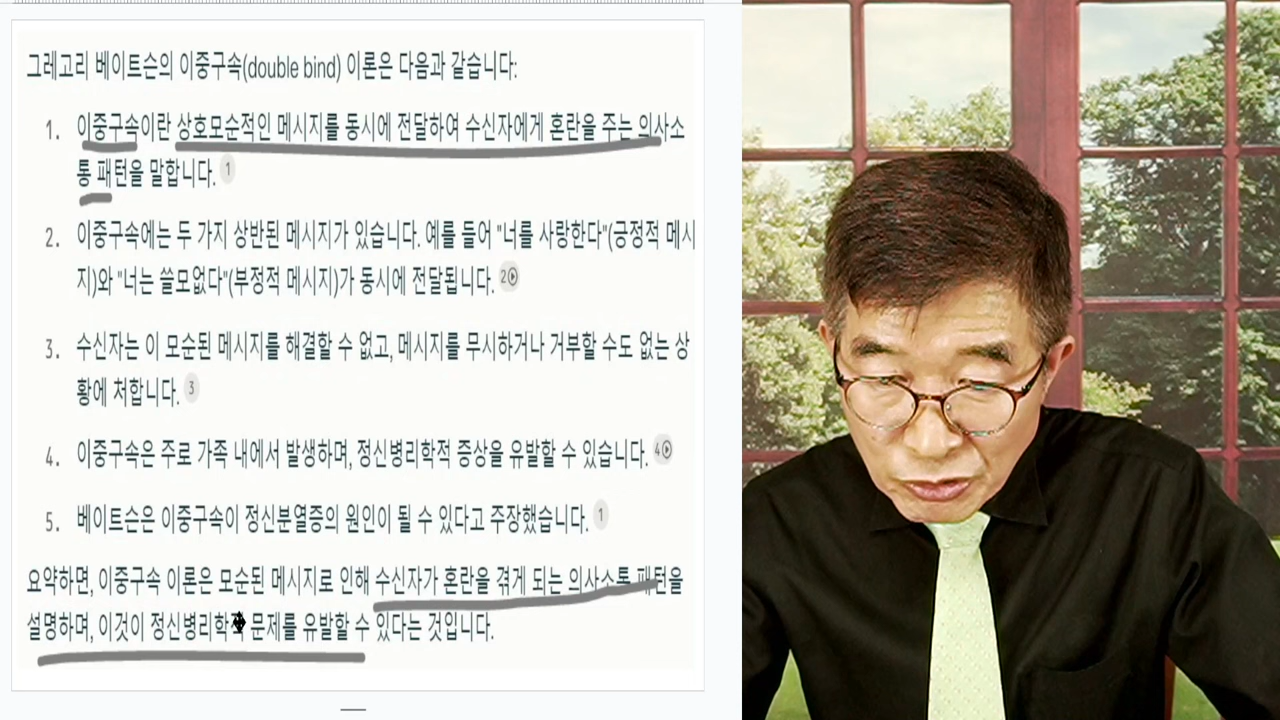 그레고리 베이트슨의 이중구속(double bind) 이론은 다음과 같습니다:
1. 이중구속이란 상호모순적인 메시지를 동시에 전달하여 수신자에게 혼란을 주는 의사소
통 패턴을 말합니다. 1
2. 이중구속에는 두 가지 상반된 메시지가 있습니다. 예를 들어 "너를 사랑한다"(긍정적 메시
지)와 "너는 쓸모없다"(부정적 메시지)가 동시에 전달됩니다. 2
3. 수신자는 이 모순된 메시지를 해결할 수 없고, 메시지를 무시하거나 거부할 수도 없는 상
황에 처합니다. 3
4. 이중구속은 주로 가족 내에서 발생하며, 정신병리학적 증상을 유발할 수 있습니다. 4
5. 베이트슨은 이중구속이 정신분열증의 원인이 될 수 있다고 주장했습니다. 1
요약하면, 이중구속 이론은 모순된 메시지로 인해 수신자가 혼란을 겪게 되는 의사소통 패턴을
설명하며, 이것이 정신병리학적 문제를 유발할 수 있다는 것입니다.